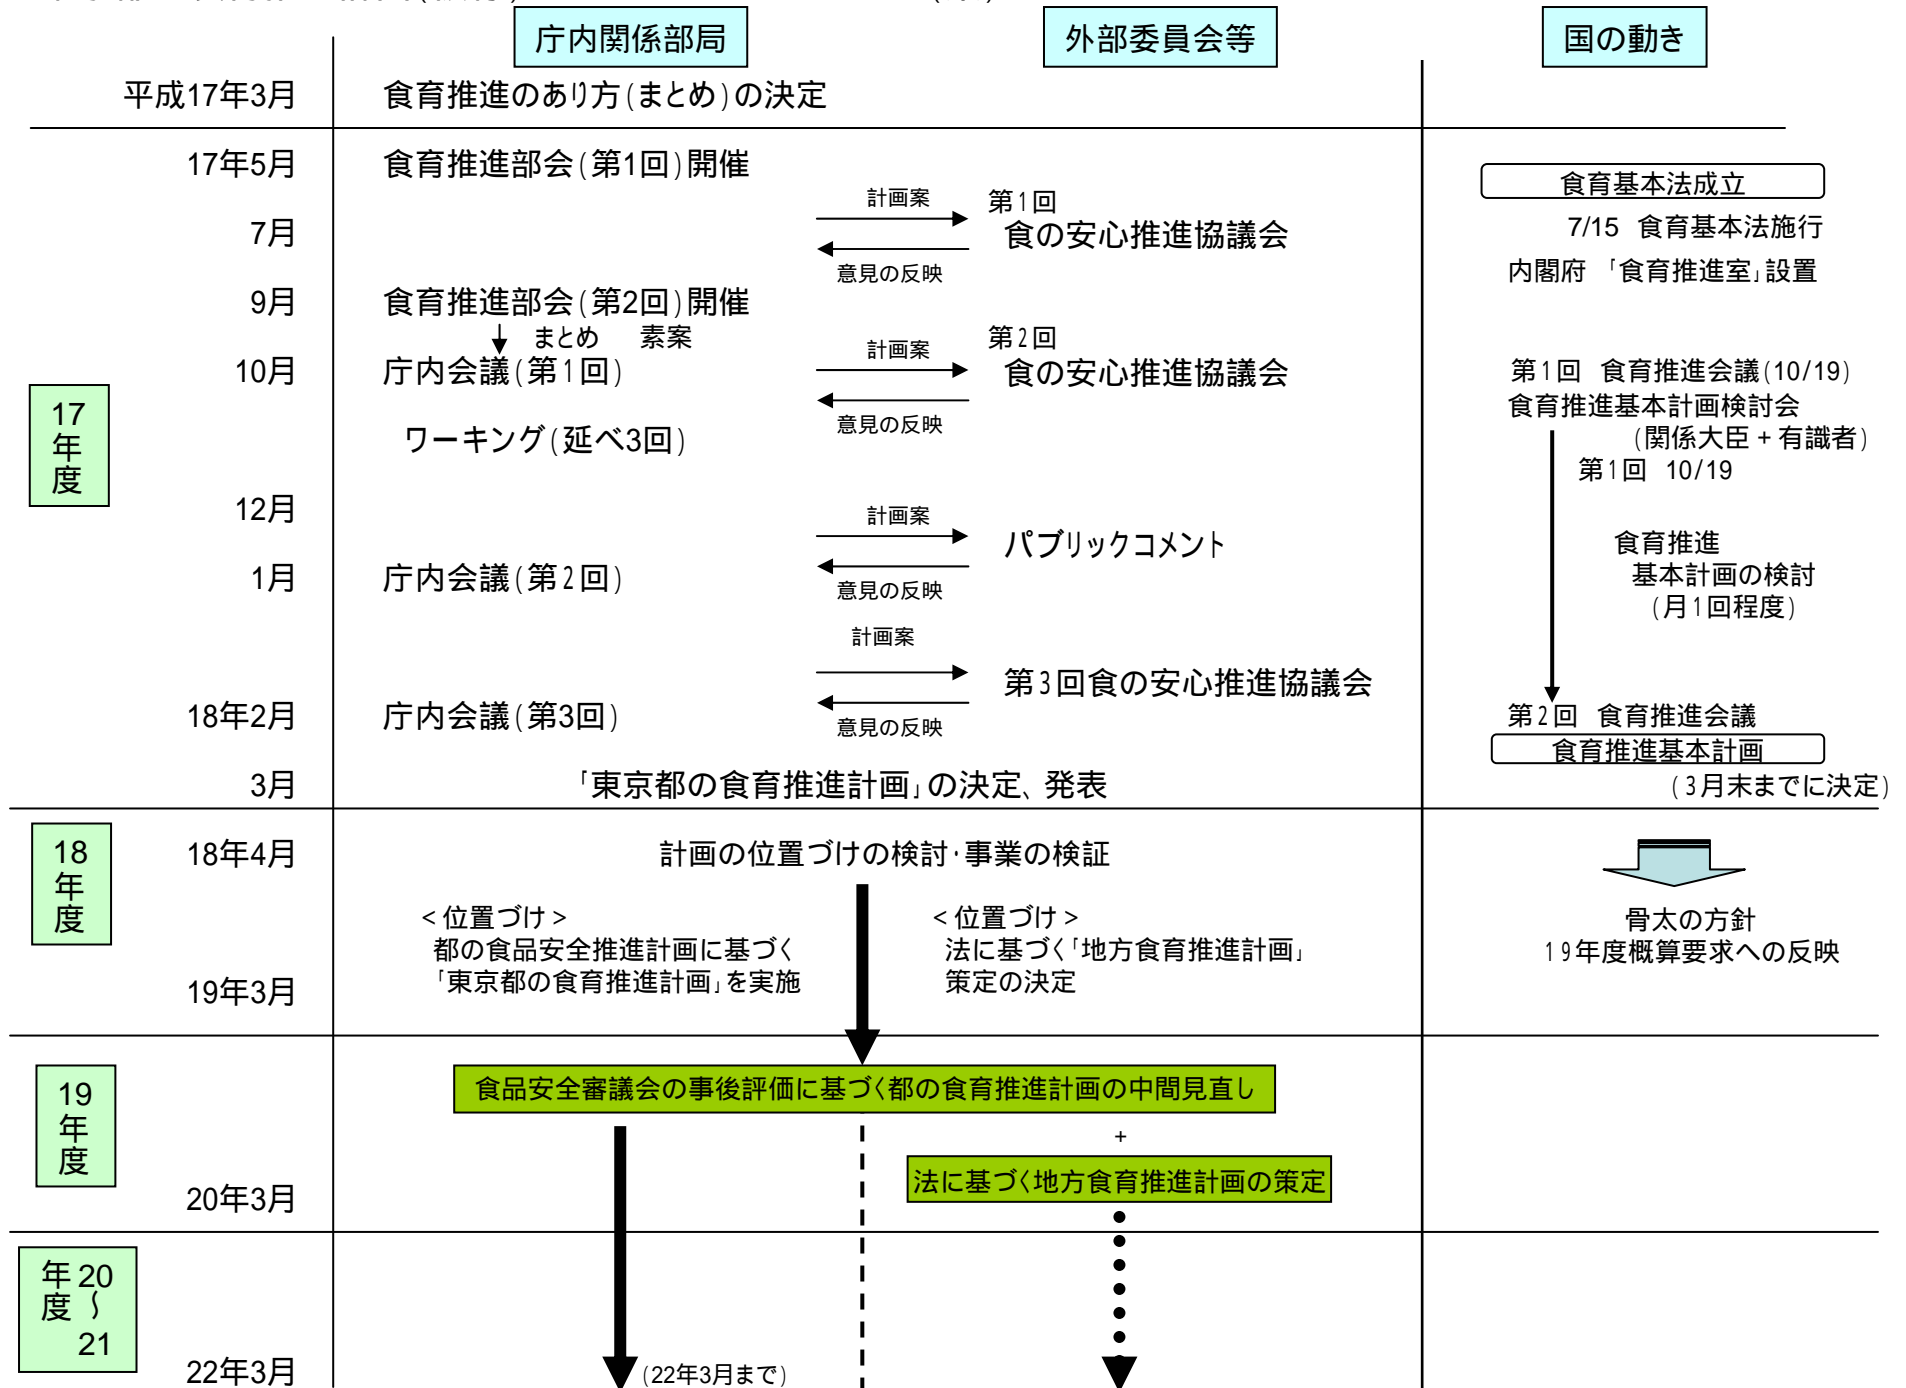 庁内関係部局
外部委員会等
国の動き
平成17年3月
食育推進のあり方(まとめ)の決定
17年5月
食育推進部会(第1回)開催
食育基本法成立
計画案
第1回
7月
食の安心推進協議会
7/15 食育基本法施行
意見の反映
内閣府 「食育推進室」設置
9月
食育推進部会(第2回)開催
まとめ 素案
計画案
第2回
10月
庁内会議(第1回)
食の安心推進協議会
第1回 食育推進会議(10/19)
17年度
意見の反映
食育推進基本計画検討会
(関係大臣+有識者)
ワーキング(延べ3回)
第1回 10/19
12月
計画案
パブリックコメント
食育推進
基本計画の検討
(月1回程度)
1月
庁内会議(第2回)
意見の反映
計画案
第3回食の安心推進協議会
18年2月
庁内会議(第3回)
意見の反映
第2回 食育推進会議
食育推進基本計画
(3月末までに決定)
3月
「東京都の食育推進計画」の決定、発表
18年度
18年4月
計画の位置づけの検討・事業の検証
<位置づけ>
都の食品安全推進計画に基づく
「東京都の食育推進計画」を実施
<位置づけ>
法に基づく「地方食育推進計画」
策定の決定
骨太の方針
19年度概算要求への反映
19年3月
19年度
食品安全審議会の事後評価に基づく都の食育推進計画の中間見直し
+
法に基づく地方食育推進計画の策定
20年3月
20～21年度
22年3月
(22年3月まで)